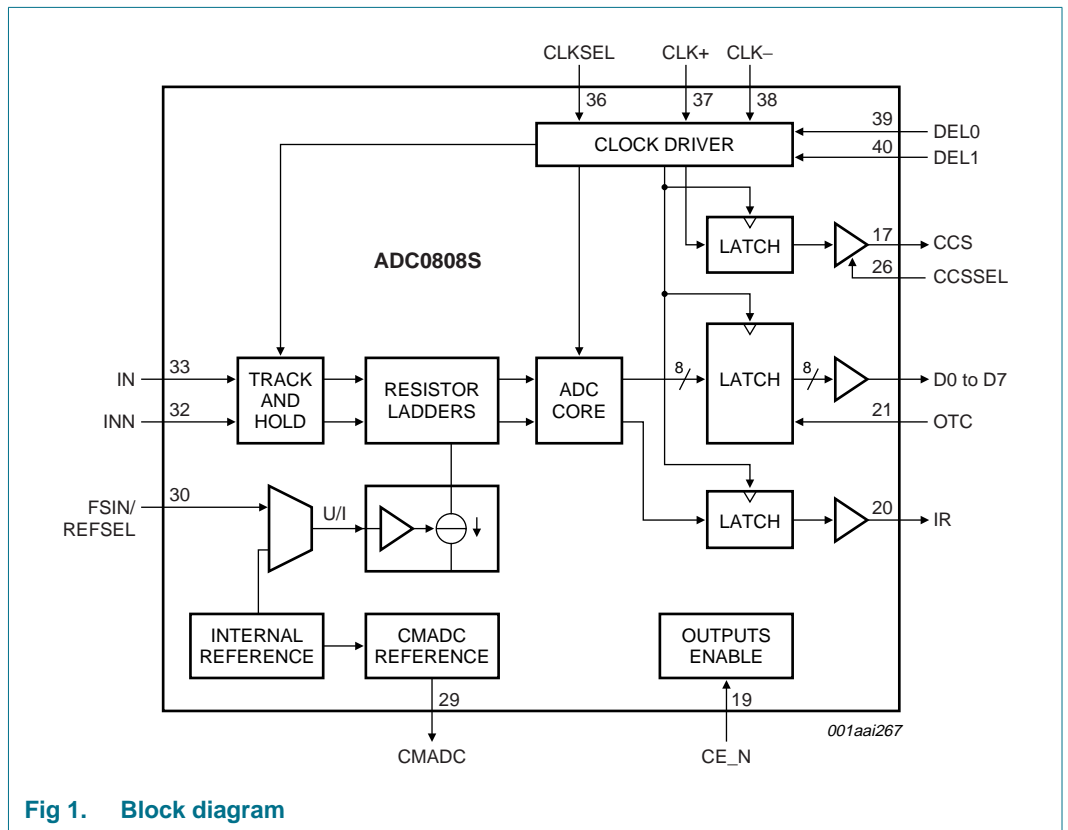 CLKSEL CLK+ CLK−
36 37 38
39
DEL0
CLOCK DRIVER
40
DEL1
LATCH
17
CCS
ADC0808S
26
CCSSEL
IN
33
TRACK
AND
HOLD
RESISTOR
LADDERS
ADC
CORE
8
LATCH
8
D0 to D7
INN
32
21
OTC
FSIN/
REFSEL
30
U/I
LATCH
20
IR
INTERNAL
REFERENCE
CMADC
REFERENCE
OUTPUTS
ENABLE
29
19
001aai267
CMADC
CE_N
Fig 1. Block diagram